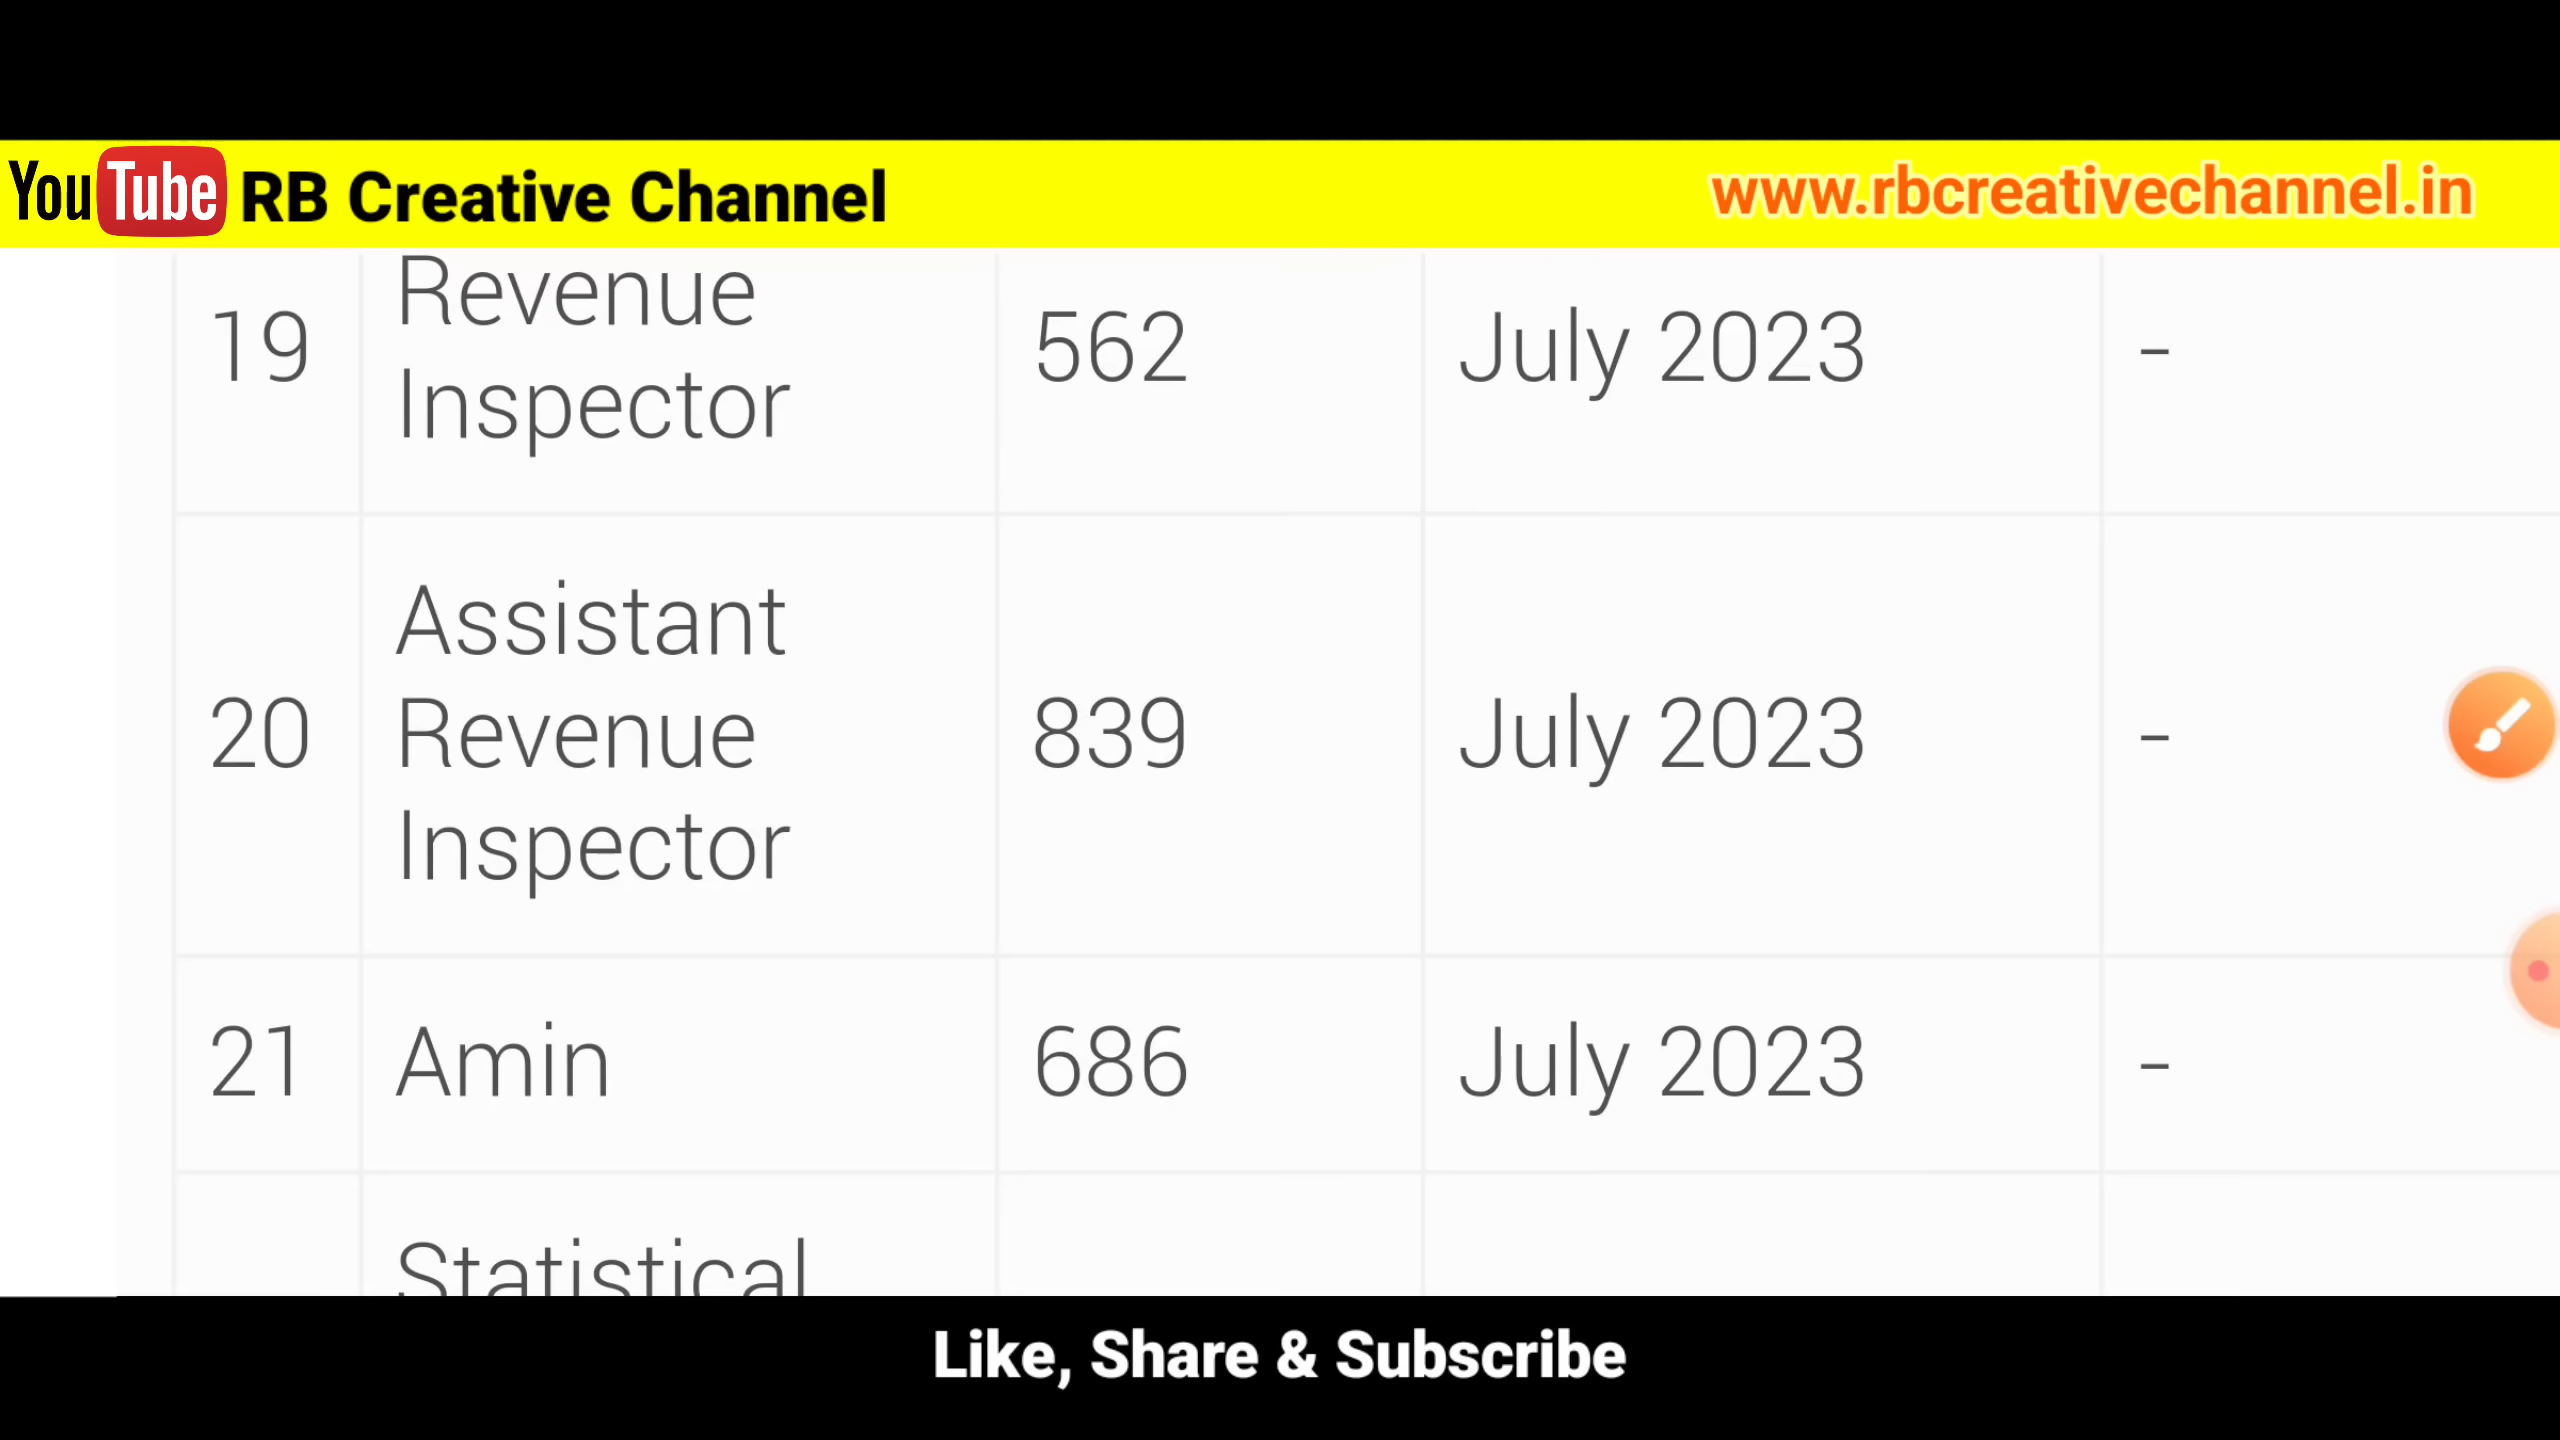 YouTube RB Creative Channel
www.rbcreativechannel.in
19 Revenue Inspector 562 July 2023 -
20 Assistant Revenue Inspector 839 July 2023 -
21 Amin 686 July 2023 -
Statistical
Like, Share & Subscribe